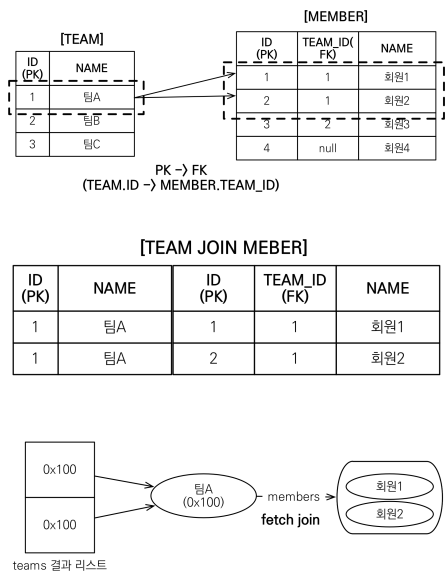 [MEMBER]
[TEAM]
ID
(PK)
NAME
ID
(PK)
TEAM_ID(
FK)
NAME
1
팀A
2
팀B
3
팀C
1
1
회원1
2
1
회원2
3
2
회원3
4
null
회원4
PK -> FK
(TEAM.ID -> MEMBER.TEAM_ID)
[TEAM JOIN MEBER]
ID
(PK)
NAME
ID
(PK)
TEAM_ID
(FK)
NAME
1
팀A
1
1
회원1
1
팀A
2
1
회원2
0x100
0x100
teams 결과 리스트
팀A
(0x100)
members
fetch join
회원1
회원2